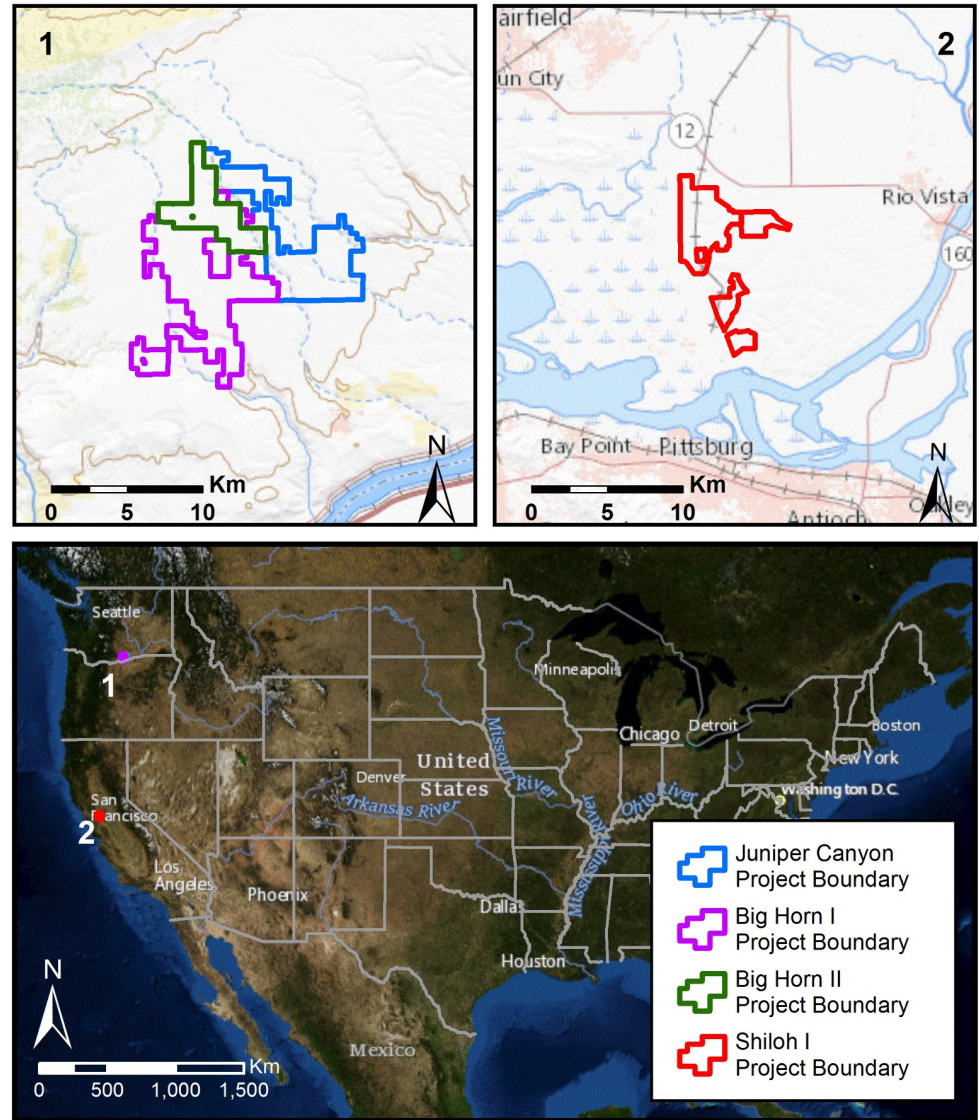 1
N
Km
0 5 10
2
airfield
un City
12
Rio Vista
160
Bay Point
Pittsburg
Antioch
N
Km
0 5 10
Seattle
1
Minneapolis
Chicago
Detroit
Boston
New York
Washington D.C.
United
States
Missouri River
Ohio River
Mississippi River
Denver
Arkansas River
San
Francisco
2
Los
Angeles
Phoenix
Dallas
Houston
Mexico
N
Km
0 500 1,000 1,500
Juniper Canyon
Project Boundary
Big Horn I
Project Boundary
Big Horn II
Project Boundary
Shiloh I
Project Boundary